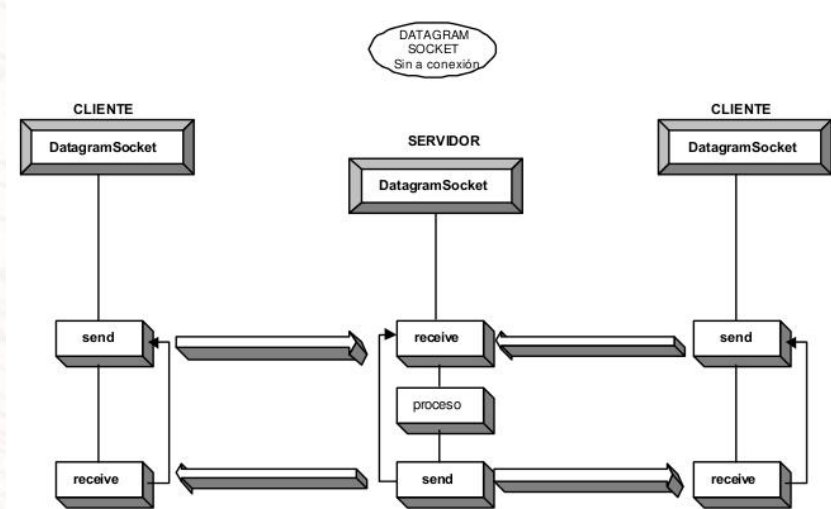 DATAGRAM
SOCKET
Sin a conexión
CLIENTE
DatagramSocket
SERVIDOR
DatagramSocket
CLIENTE
DatagramSocket
send
receive
send
proceso
receive
send
receive